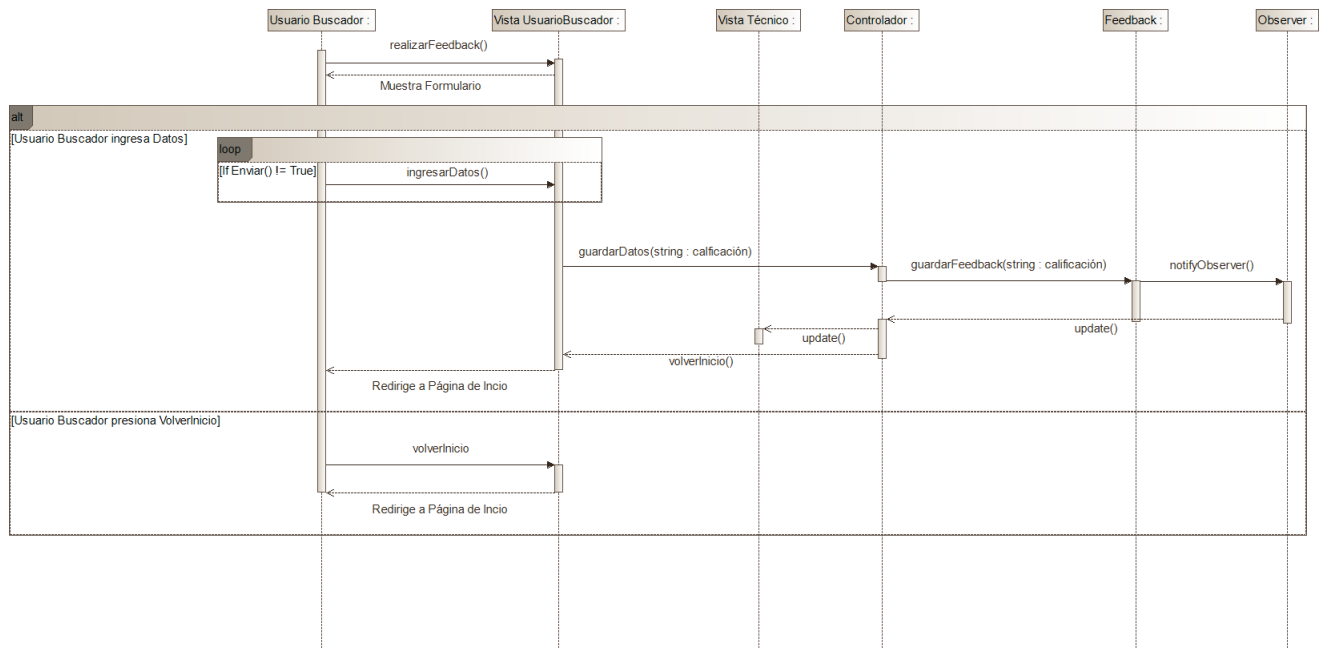 Usuario Buscador :
Vista UsuarioBuscador :
Vista Técnico :
Controlador :
Feedback :
Observer :
realizarFeedback()
Muestra Formulario
alt
[Usuario Buscador ingresa Datos]
loop
[If Enviar() != True]
ingresarDatos()
guardarDatos(string : calficación)
guardarFeedback(string : calificación)
notifyObserver()
update()
update()
volverInicio()
Redirige a Página de Incio
[Usuario Buscador presiona VolverInicio]
volverInicio
Redirige a Página de Incio